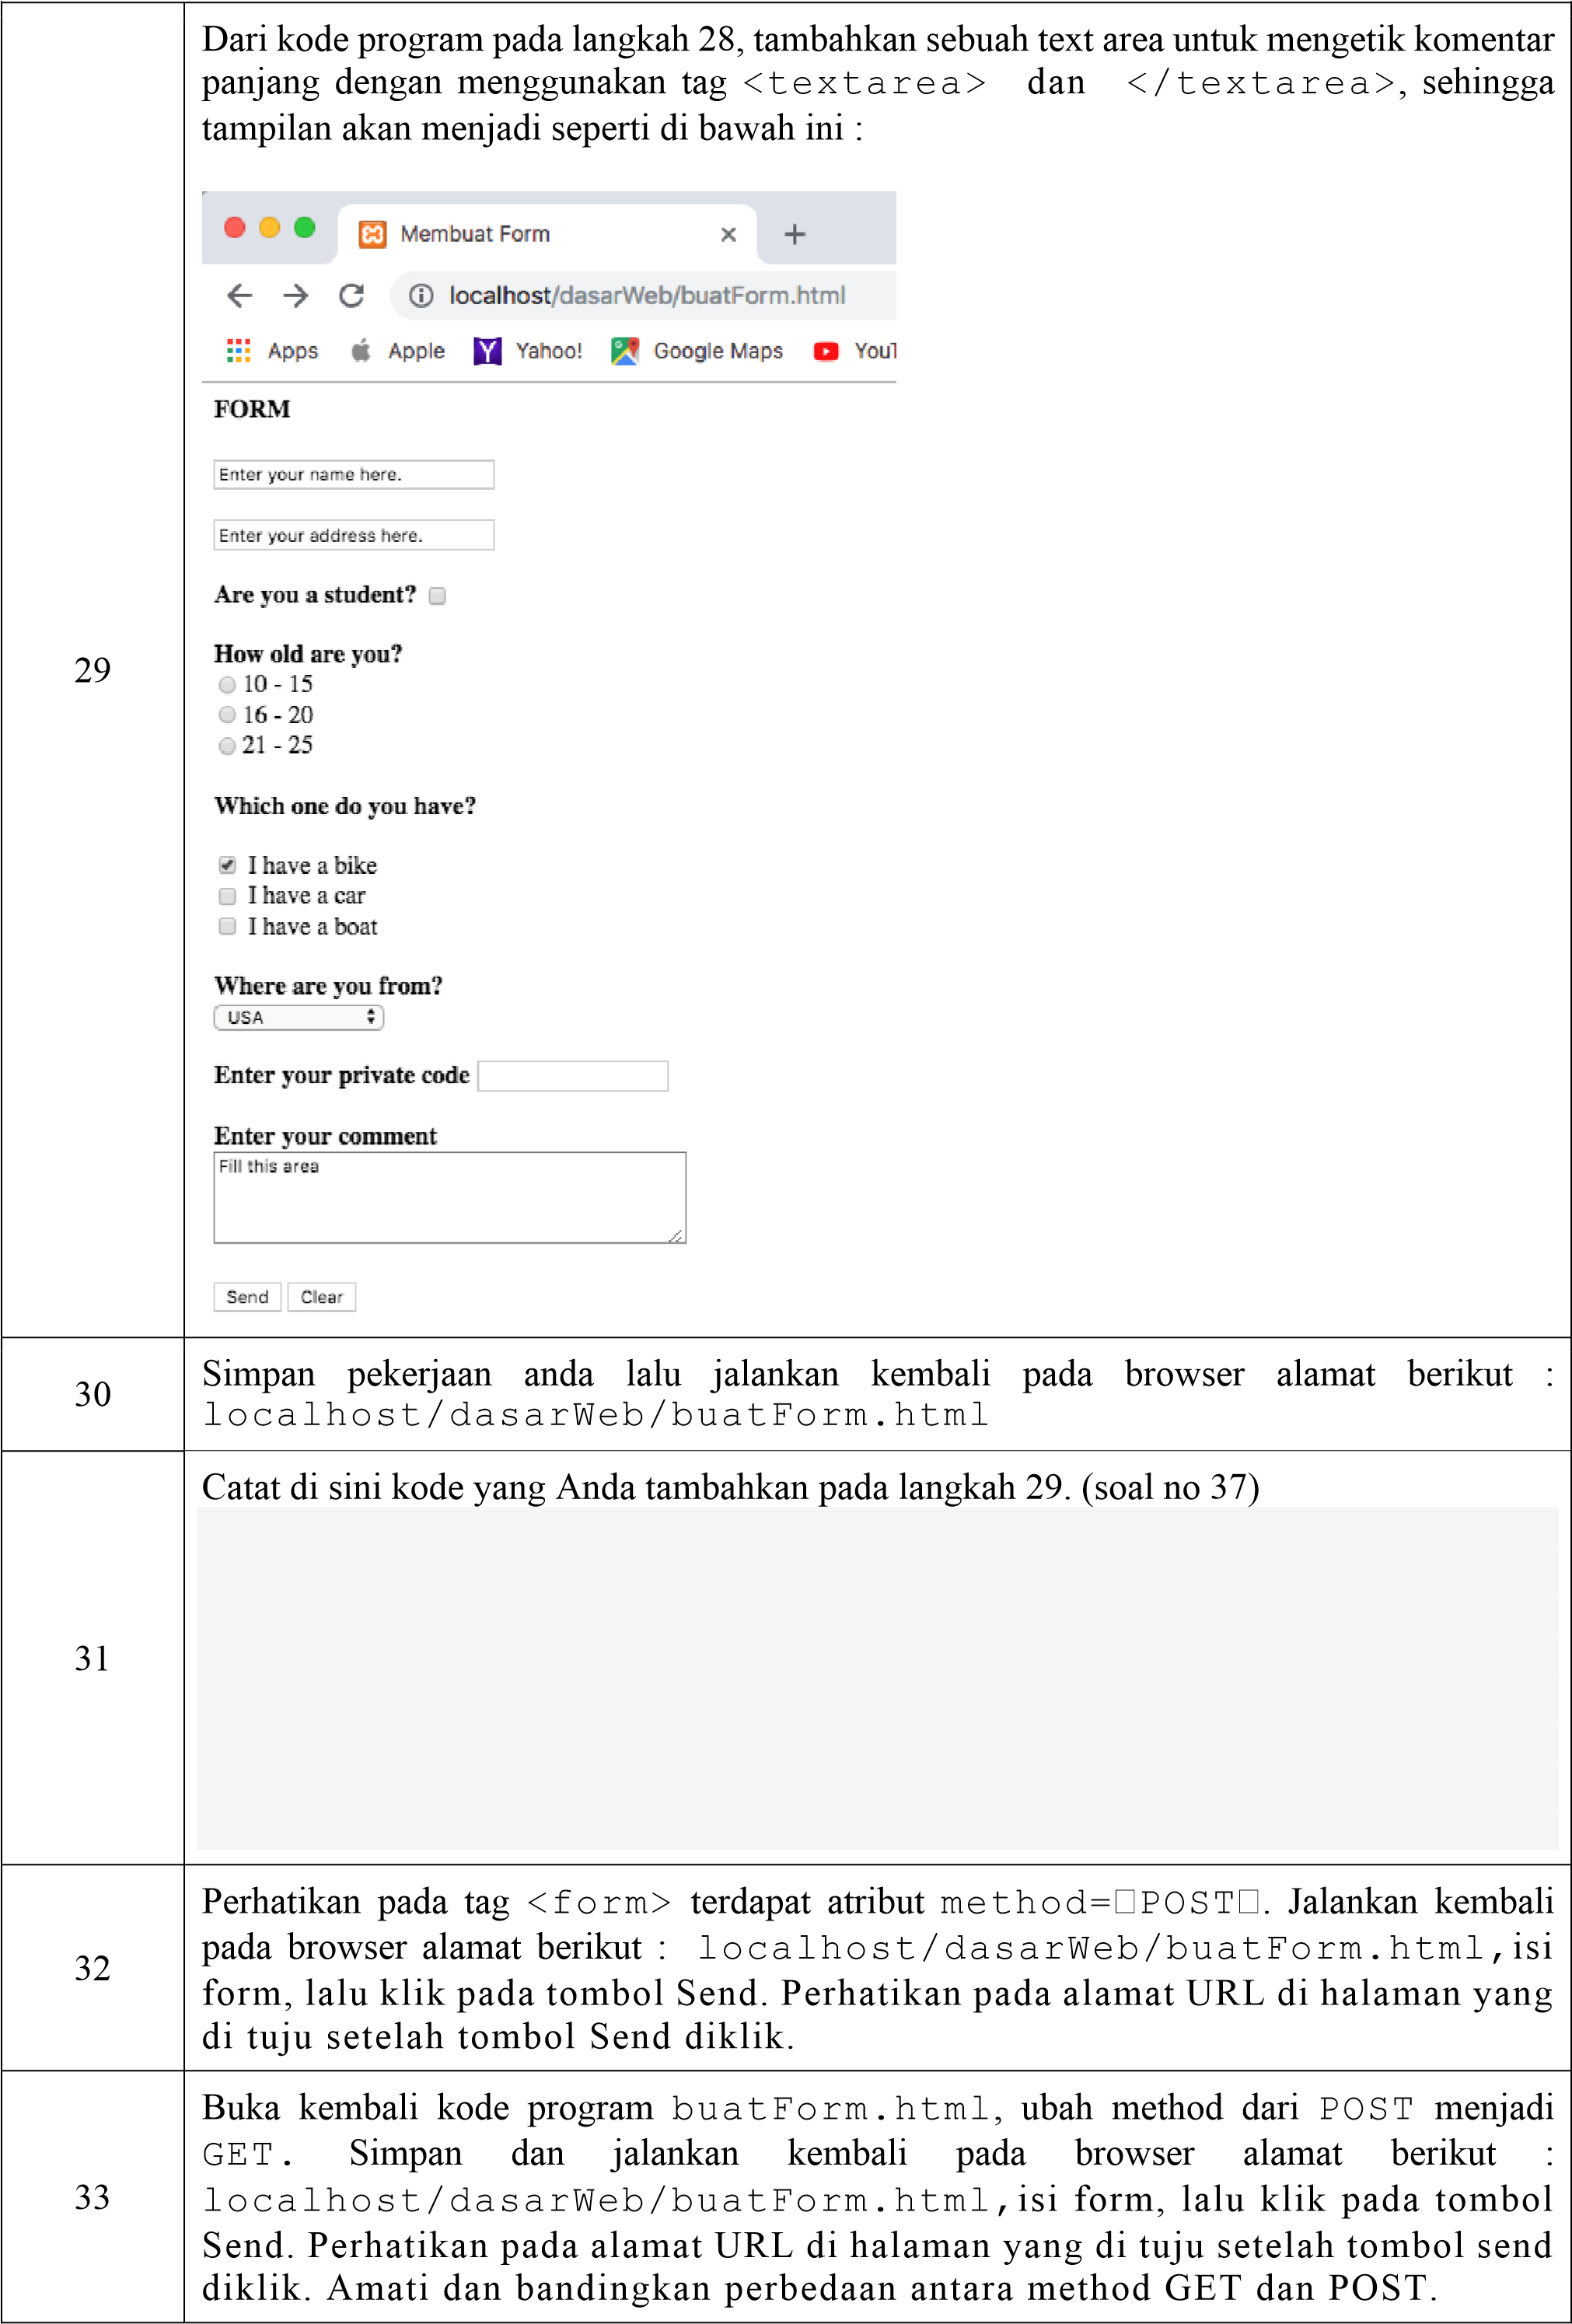 29
Dari kode program pada langkah 28, tambahkan sebuah text area untuk mengetik komentar
panjang dengan menggunakan tag <textarea> dan </textarea>, sehingga
tampilan akan menjadi seperti di bawah ini :
Membuat Form
localhost/dasarWeb/buatForm.html
Apps Apple Yahoo! Google Maps
FORM
Enter your name here.
Enter your address here.
Are you a student?
How old are you?
10 - 15
16 - 20
21 - 25
Which one do you have?
I have a bike
I have a car
I have a boat
Where are you from?
USA
Enter your private code
Enter your comment
Fill this area
Send Clear
30
Simpan pekerjaan anda lalu jalankan kembali pada browser alamat berikut :
localhost/dasarWeb/buatForm.html
31
Catat di sini kode yang Anda tambahkan pada langkah 29. (soal no 37)
32
Perhatikan pada tag <form> terdapat atribut method=□POST□. Jalankan kembali
pada browser alamat berikut : localhost/dasarWeb/buatForm.html,isi
form, lalu klik pada tombol Send. Perhatikan pada alamat URL di halaman yang
di tuju setelah tombol Send diklik.
33
Buka kembali kode program buatForm.html, ubah method dari POST menjadi
GET. Simpan dan jalankan kembali pada browser alamat berikut :
localhost/dasarWeb/buatForm.html,isi form, lalu klik pada tombol
Send. Perhatikan pada alamat URL di halaman yang di tuju setelah tombol send
diklik. Amati dan bandingkan perbedaan antara method GET dan POST.